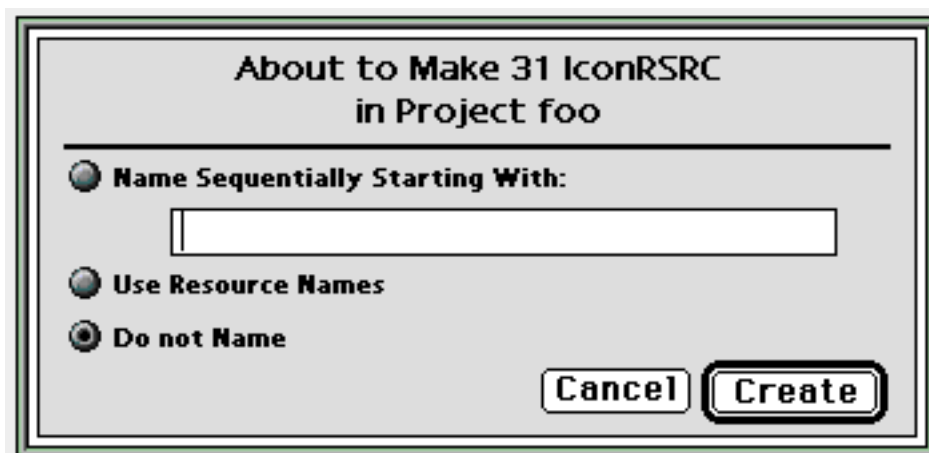 About to Make 31 IconRSRC
in Project foo
Name Sequentially Starting With:
Use Resource Names
Do not Name
Cancel Create